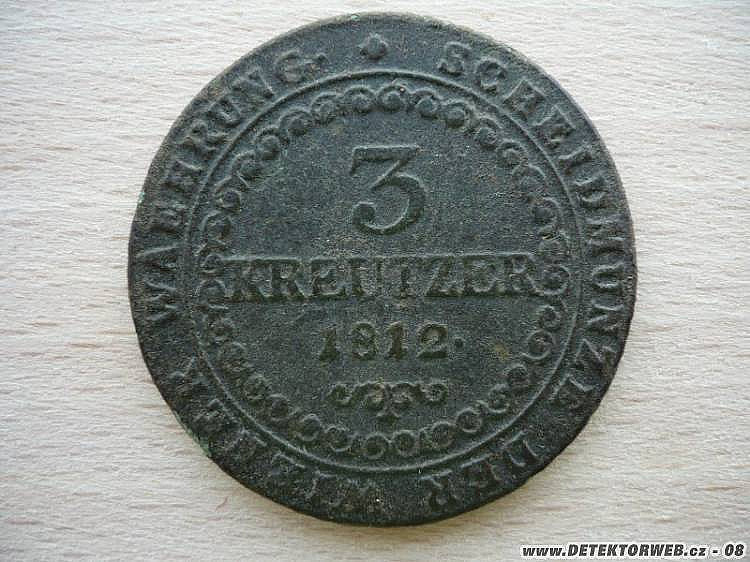 SCHEIDMUNZE DER WIENER WAEHRUNG.
3
KREUTZER
1812.
www.DETEKTORWEB.cz - 08